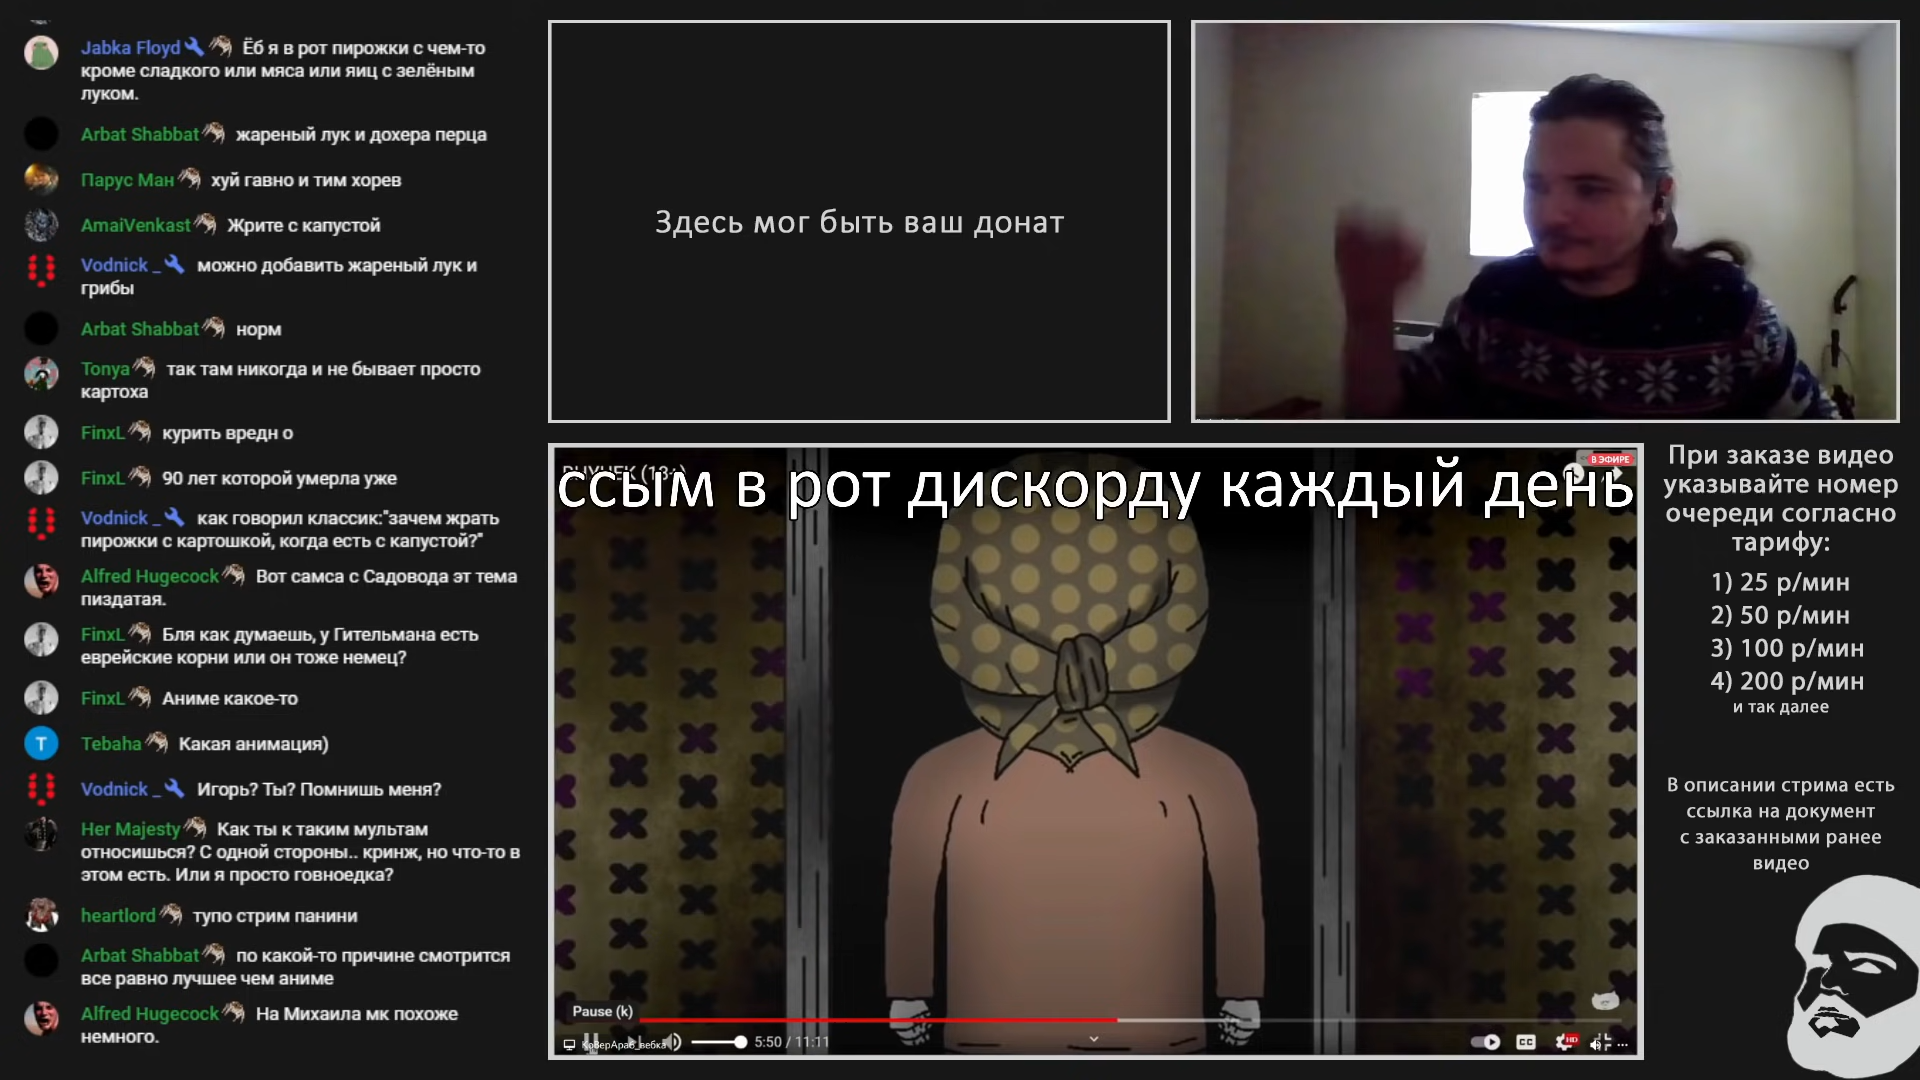 Jabka Floyd Ёб я в рот пирожки с чем-то
кроме сладкого или мяса или яиц с зелёным
луком.
Arbat Shabbat жареный лук и дохера перца
Парус Ман хуй гавно и тим хорев
AmaiVenkast Жрите с капустой
Vodnick _ можно добавить жареный лук и
грибы
Arbat Shabbat норм
Tonya так там никогда и не бывает просто
картоха
FinxL курить вредн о
FinxL 90 лет которой умерла уже
Vodnick _ как говорил классик:"зачем жрать
пирожки с картошкой, когда есть с капустой?"
Alfred Hugecock Вот самса с Садовода эт тема
пиздатая.
FinxL Бля как думаешь, у Гительмана есть
еврейские корни или он тоже немец?
FinxL Аниме какое-то
T
Tebaha Какая анимация)
Vodnick _ Игорь? Ты? Помнишь меня?
Her Majesty Как ты к таким мультам
относишься? С одной стороны.. кринж, но что-то в
этом есть. Или я просто говноедка?
heartlord тупо стрим панини
Arbat Shabbat по какой-то причине смотрится
все равно лучшее чем аниме
Alfred Hugecock На Михаила мк похоже
немного.
Здесь мог быть ваш донат
В ЭФИРЕ
(18+)
ссым в рот дискорду каждый день
Pause (k)
КоверАраб_вебка
5:50 / 11:11
CC
HD
При заказе видео
указывайте номер
очереди согласно
тарифу:
1) 25 р/мин
2) 50 р/мин
3) 100 р/мин
4) 200 р/мин
и так далее
В описании стрима есть
ссылка на документ
с заказанными ранее
видео